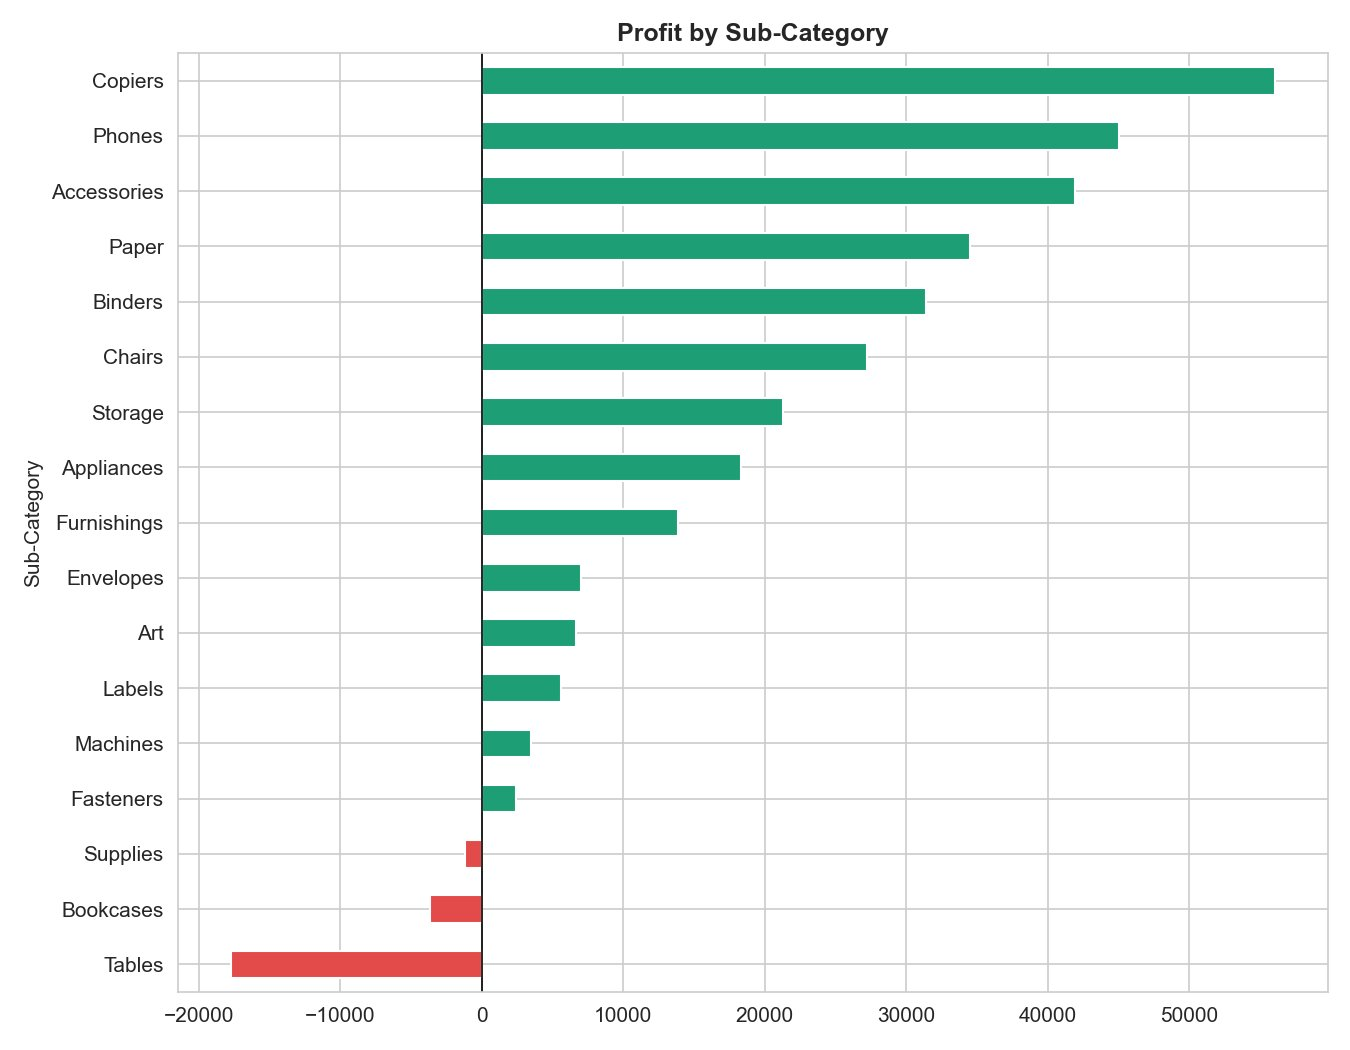 Profit by Sub-Category
Sub-Category
Copiers
Phones
Accessories
Paper
Binders
Chairs
Storage
Appliances
Furnishings
Envelopes
Art
Labels
Machines
Fasteners
Supplies
Bookcases
Tables
−20000 −10000 0 10000 20000 30000 40000 50000